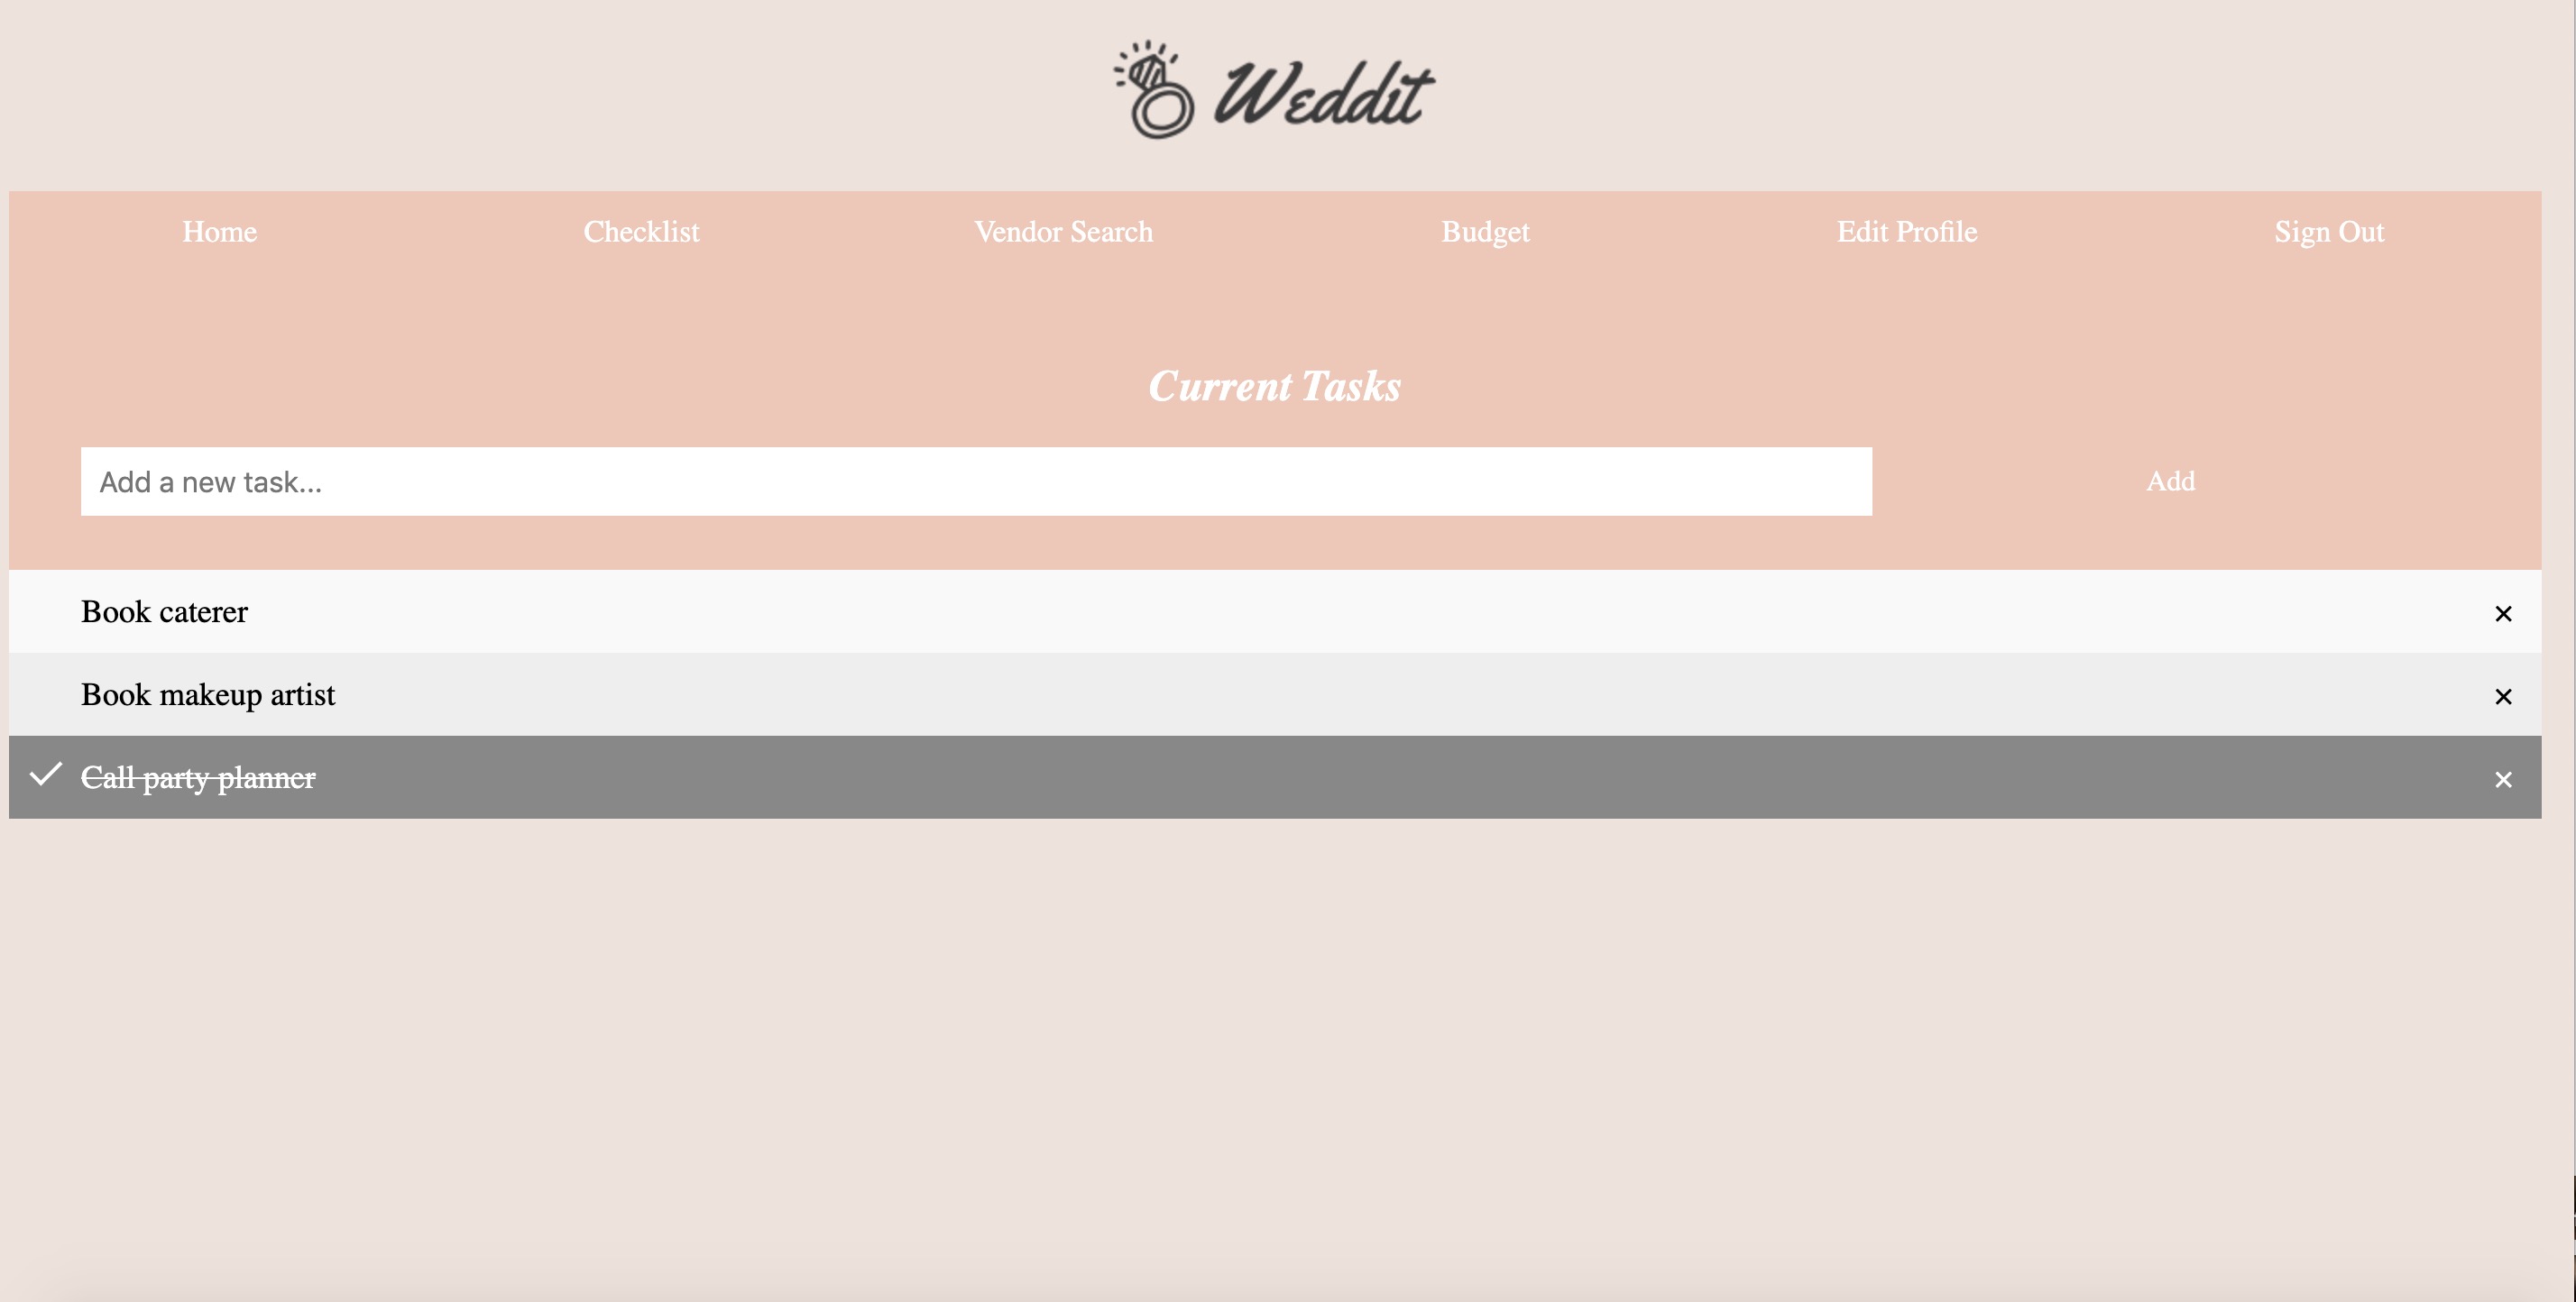 Weddit
Home Checklist Vendor Search Budget Edit Profile Sign Out
Current Tasks
Add a new task... Add
Book caterer ×
Book makeup artist ×
Call party planner ×